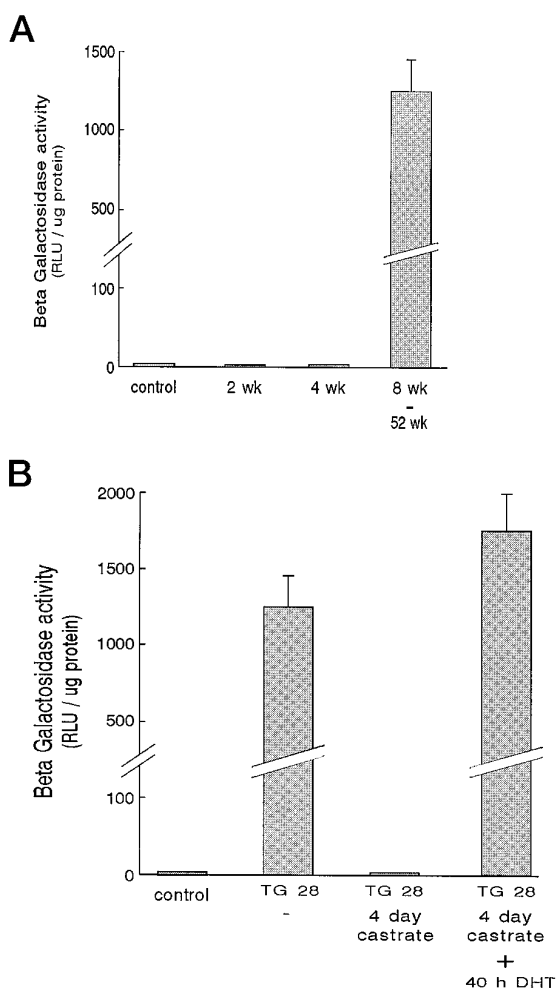 A
Beta Galactosidase activity
(RLU / ug protein)
1500
1000
500
100
0
control
2 wk
4 wk
8 wk
-
52 wk
B
Beta Galactosidase activity
(RLU / ug protein)
2000
1500
1000
500
100
0
control
TG 28
-
TG 28
4 day
castrate
TG 28
4 day
castrate
+
40 h DHT